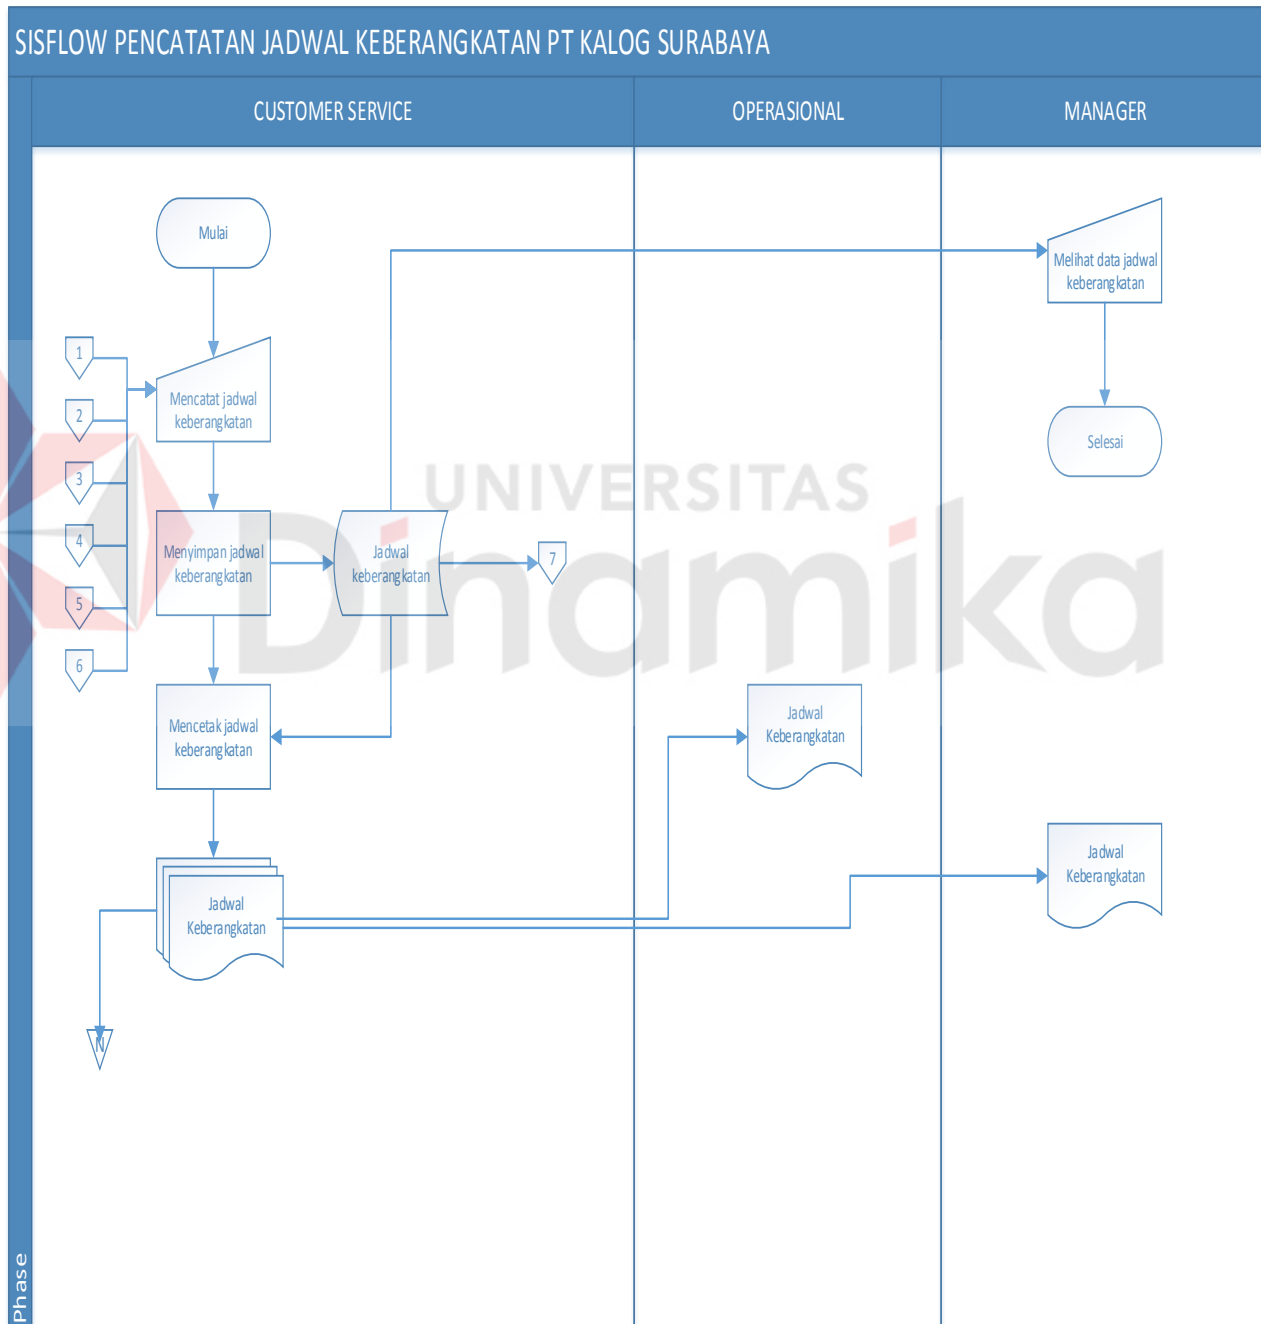 SISFLOW PENCATATAN JADWAL KEBERANGKATAN PT KALOG SURABAYA
CUSTOMER SERVICE
OPERASIONAL
MANAGER
Mulai
Melihat data jadwal
keberangkatan
1
Mencatat jadwal
keberangkatan
2
Selesai
3
UNIVERSITAS
Dinamika
4
Menyimpan jadwal
keberangkatan
Jadwal
keberangkatan
7
5
6
Mencetak jadwal
keberangkatan
Jadwal
Keberangkatan
Jadwal
Keberangkatan
Jadwal
Keberangkatan
N
Phase